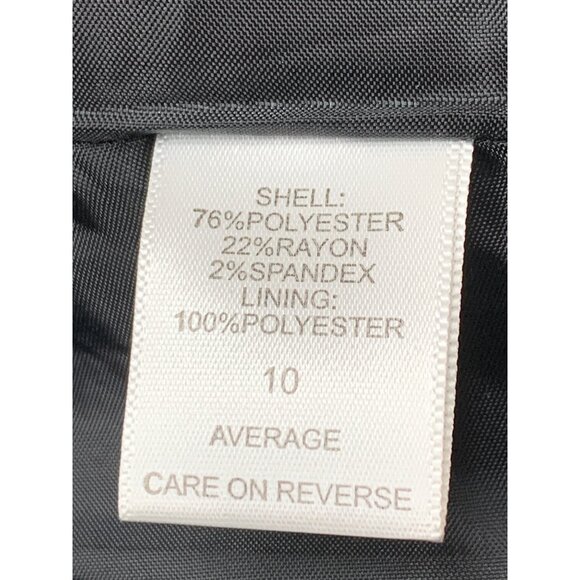 SHELL:
76%POLYESTER
22%RAYON
2%SPANDEX
LINING:
100%POLYESTER
10
AVERAGE
CARE ON REVERSE